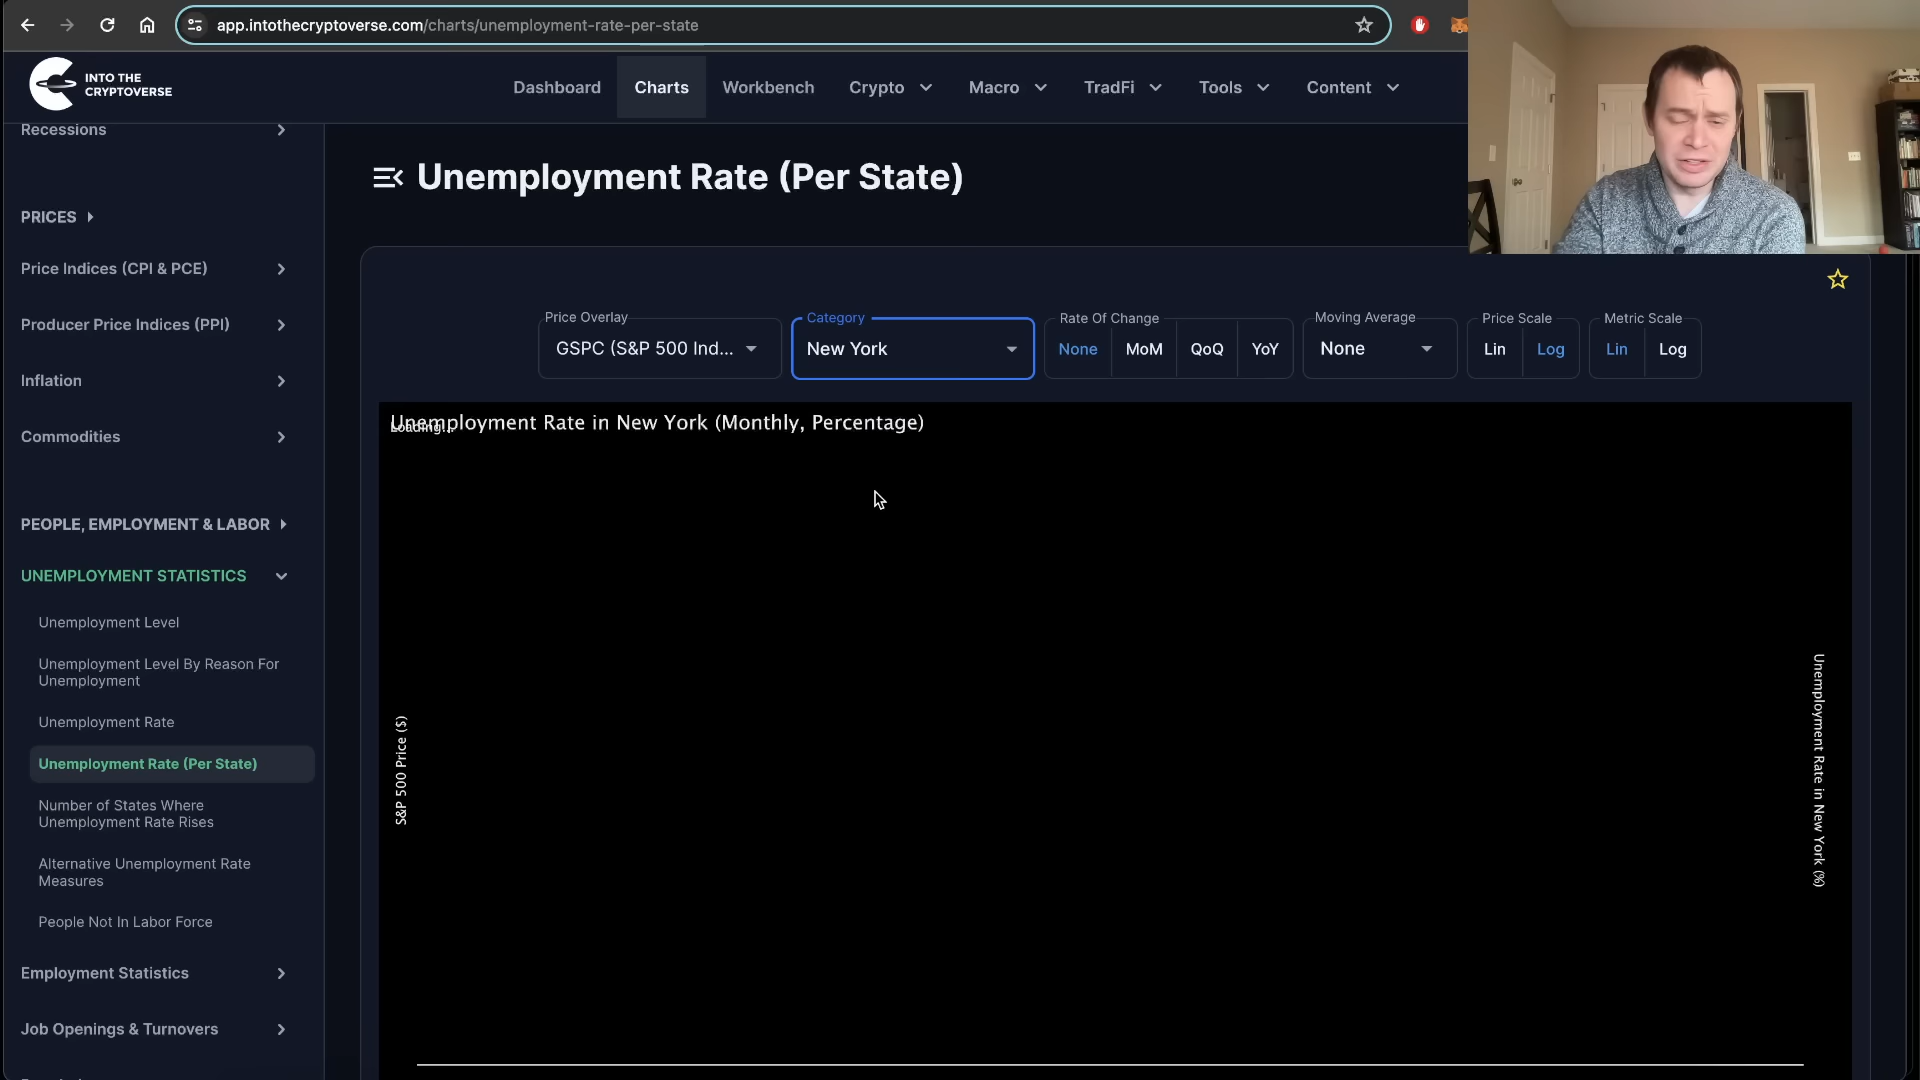 app.intothecryptoverse.com/charts/unemployment-rate-per-state
INTO THE
CRYPTOVERSE
Dashboard
Charts
Workbench
Crypto
Macro
TradFi
Tools
Content
Recessions
PRICES
Price Indices (CPI & PCE)
Producer Price Indices (PPI)
Inflation
Commodities
PEOPLE, EMPLOYMENT & LABOR
UNEMPLOYMENT STATISTICS
Unemployment Level
Unemployment Level By Reason For
Unemployment
Unemployment Rate
Unemployment Rate (Per State)
Number of States Where
Unemployment Rate Rises
Alternative Unemployment Rate
Measures
People Not In Labor Force
Employment Statistics
Job Openings & Turnovers
Unemployment Rate (Per State)
Price Overlay
GSPC (S&P 500 Ind...
Category
New York
Rate Of Change
None
MoM
QoQ
YoY
Moving Average
None
Price Scale
Lin
Log
Metric Scale
Lin
Log
Unemployment Rate in New York (Monthly, Percentage)
Loading...
S&P 500 Price ($)
Unemployment Rate in New York (%)